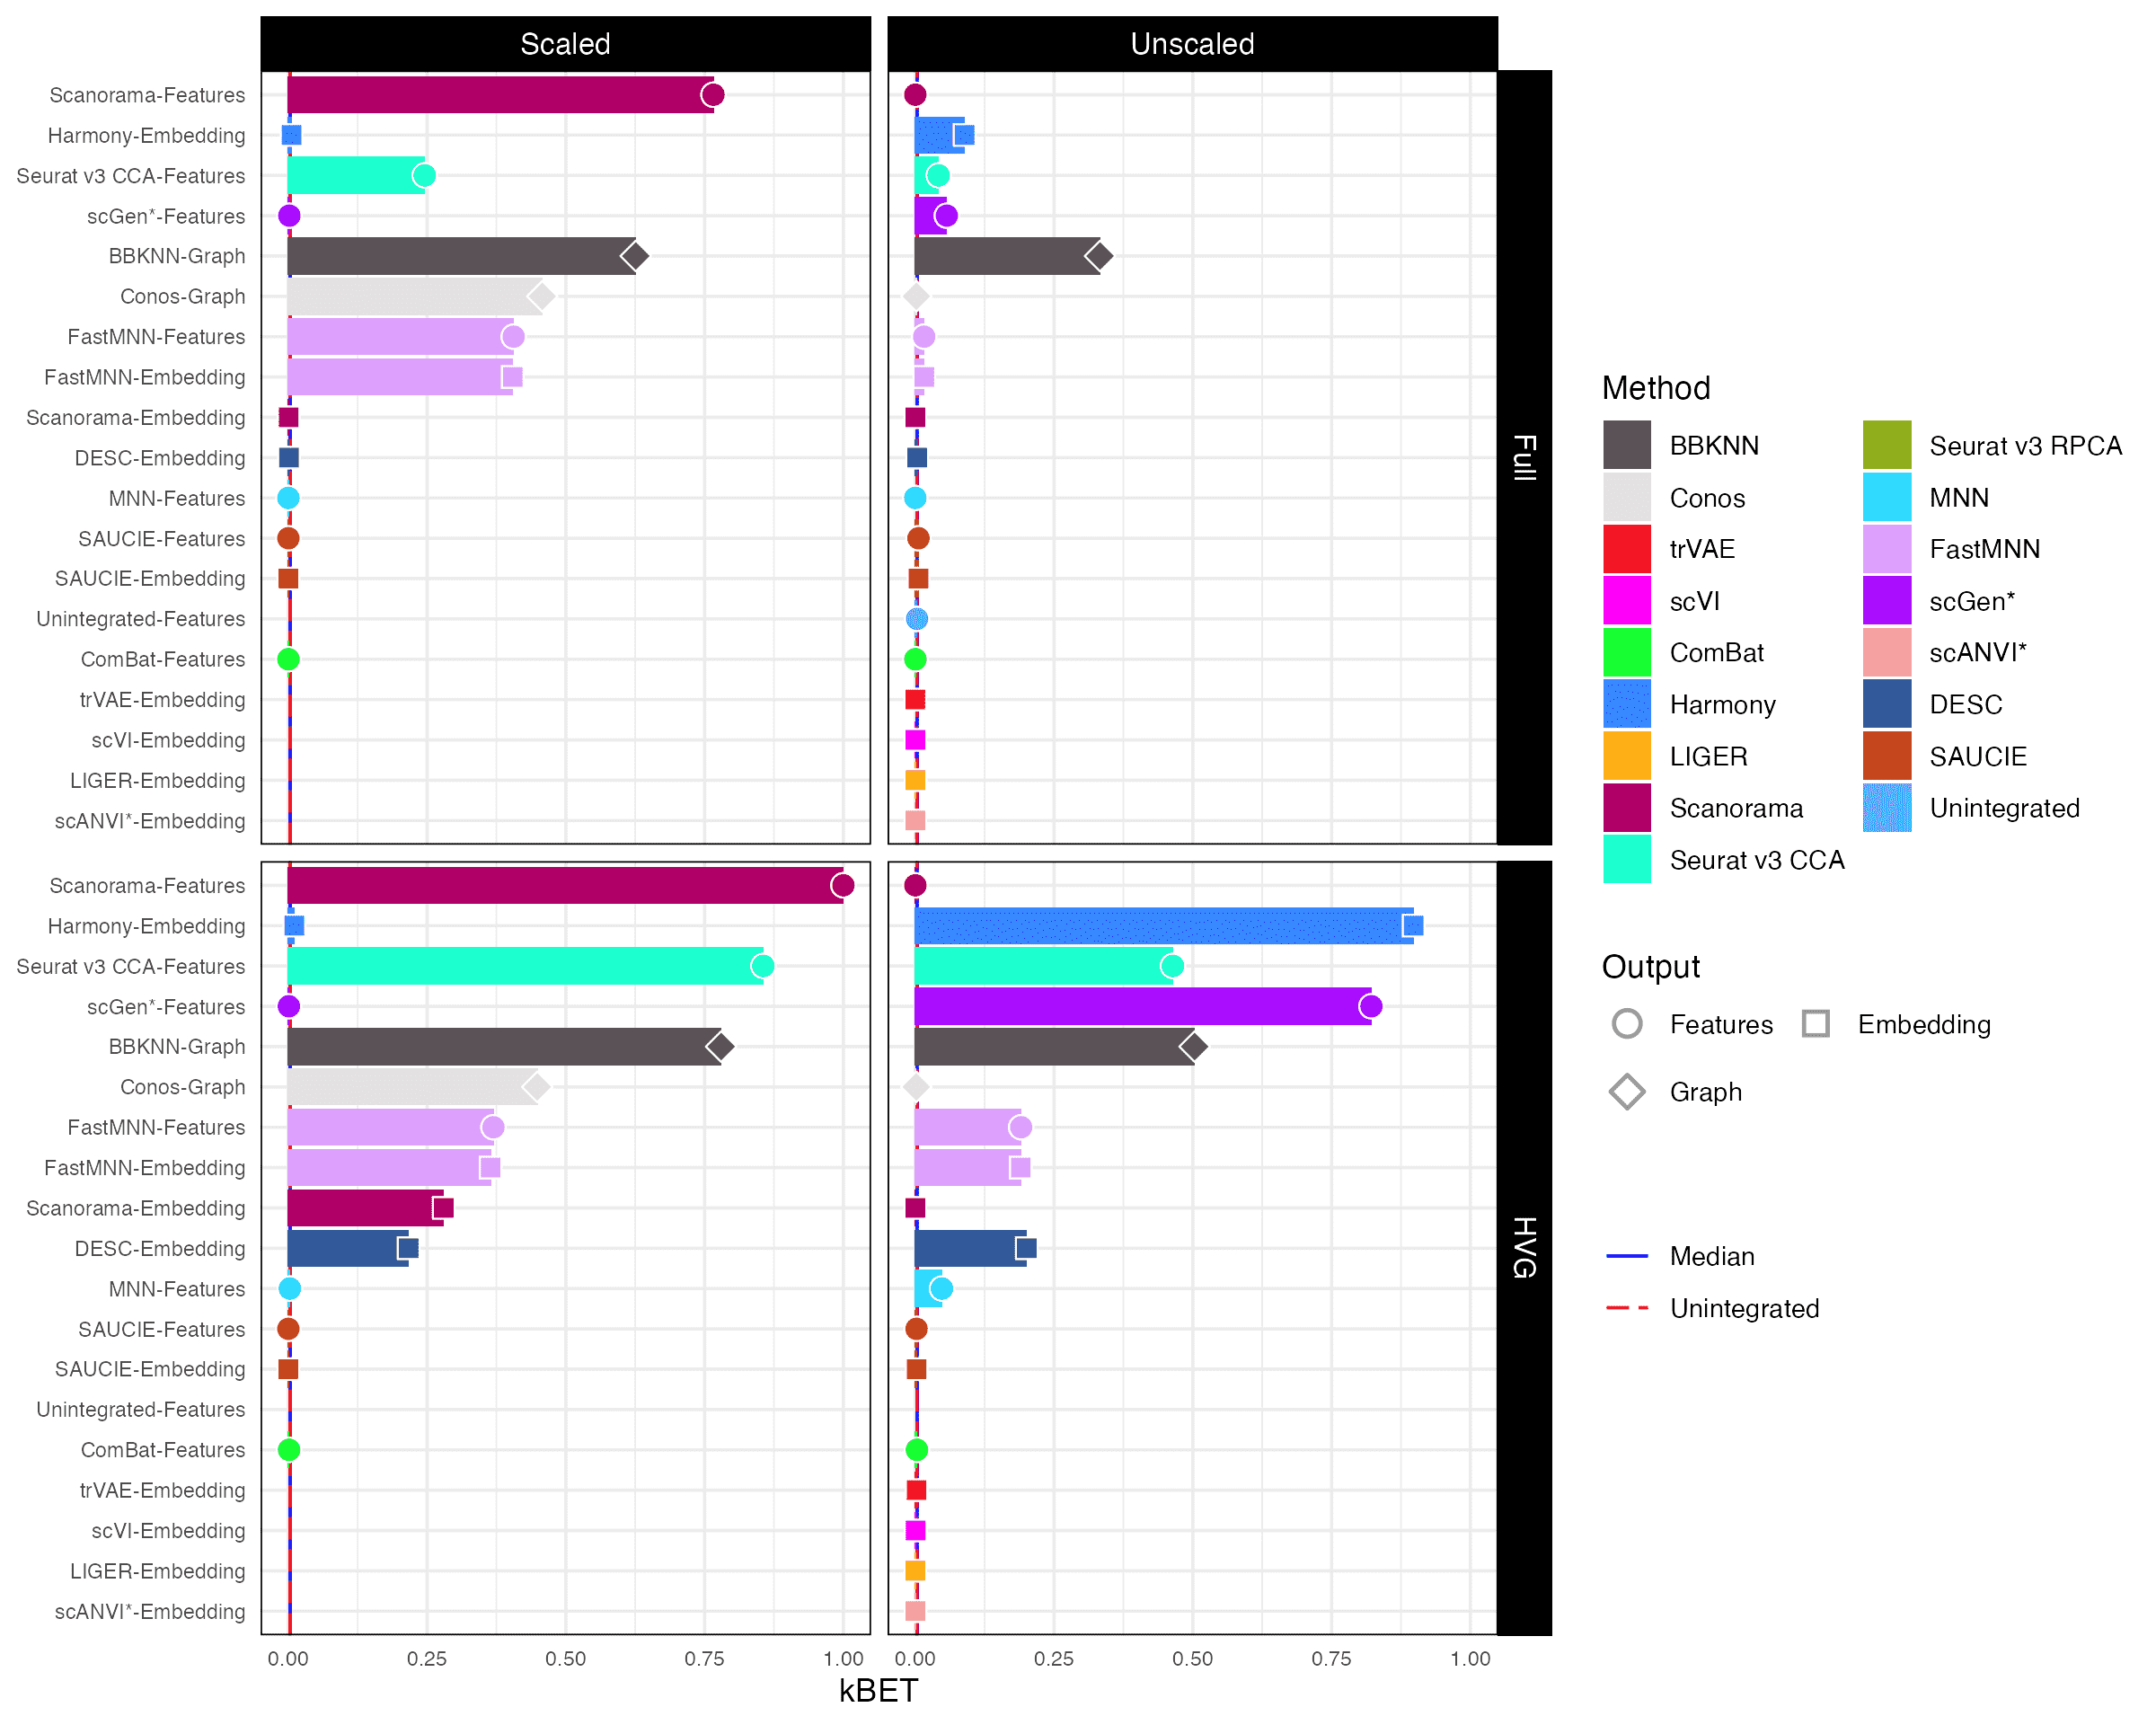 Scaled
Unscaled
Scanorama-Features
Harmony-Embedding
Seurat v3 CCA-Features
scGen*-Features
BBKNN-Graph
Conos-Graph
FastMNN-Features
FastMNN-Embedding
Scanorama-Embedding
DESC-Embedding
MNN-Features
SAUCIE-Features
SAUCIE-Embedding
Unintegrated-Features
ComBat-Features
trVAE-Embedding
scVI-Embedding
LIGER-Embedding
scANVI*-Embedding
Full
Scanorama-Features
Harmony-Embedding
Seurat v3 CCA-Features
scGen*-Features
BBKNN-Graph
Conos-Graph
FastMNN-Features
FastMNN-Embedding
Scanorama-Embedding
DESC-Embedding
MNN-Features
SAUCIE-Features
SAUCIE-Embedding
Unintegrated-Features
ComBat-Features
trVAE-Embedding
scVI-Embedding
LIGER-Embedding
scANVI*-Embedding
HVG
0.00 0.25 0.50 0.75 1.00
0.00 0.25 0.50 0.75 1.00
kBET
Method
BBKNN
Conos
trVAE
scVI
ComBat
Harmony
LIGER
Scanorama
Seurat v3 CCA
Seurat v3 RPCA
MNN
FastMNN
scGen*
scANVI*
DESC
SAUCIE
Unintegrated
Output
Features
Embedding
Graph
Median
Unintegrated